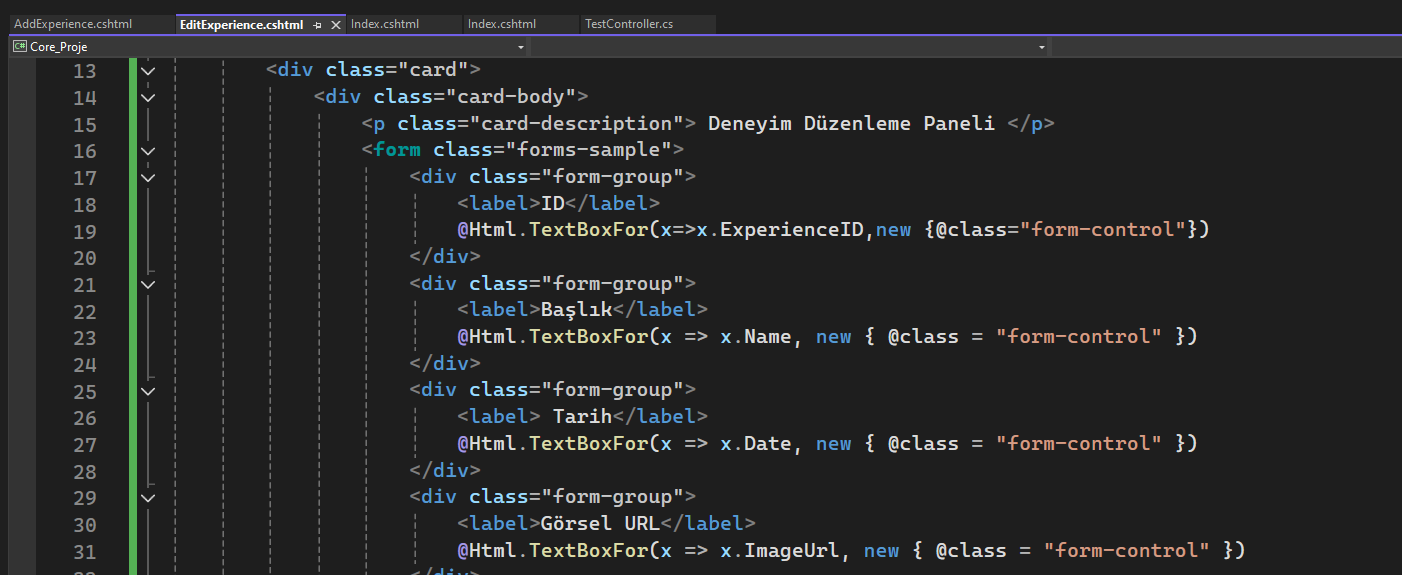 AddExperience.cshtml EditExperience.cshtml Index.cshtml Index.cshtml TestController.cs
C# Core_Proje
13 <div class="card">
14 <div class="card-body">
15 <p class="card-description"> Deneyim Düzenleme Paneli </p>
16 <form class="forms-sample">
17 <div class="form-group">
18 <label>ID</label>
19 @Html.TextBoxFor(x=>x.ExperienceID,new {@class="form-control"})
20 </div>
21 <div class="form-group">
22 <label>Başlık</label>
23 @Html.TextBoxFor(x => x.Name, new { @class = "form-control" })
24 </div>
25 <div class="form-group">
26 <label> Tarih</label>
27 @Html.TextBoxFor(x => x.Date, new { @class = "form-control" })
28 </div>
29 <div class="form-group">
30 <label>Görsel URL</label>
31 @Html.TextBoxFor(x => x.ImageUrl, new { @class = "form-control" })